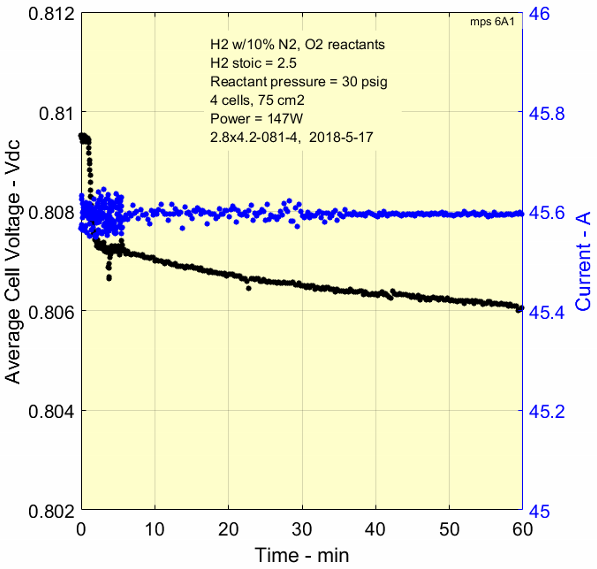 mps 6A1
H2 w/10% N2, O2 reactants
H2 stoic = 2.5
Reactant pressure = 30 psig
4 cells, 75 cm2
Power = 147W
2.8x4.2-081-4,  2018-5-17
Average Cell Voltage - Vdc
0.812
0.81
0.808
0.806
0.804
0.802
46
45.8
45.6
45.4
45.2
45
Current - A
0 10 20 30 40 50 60
Time - min